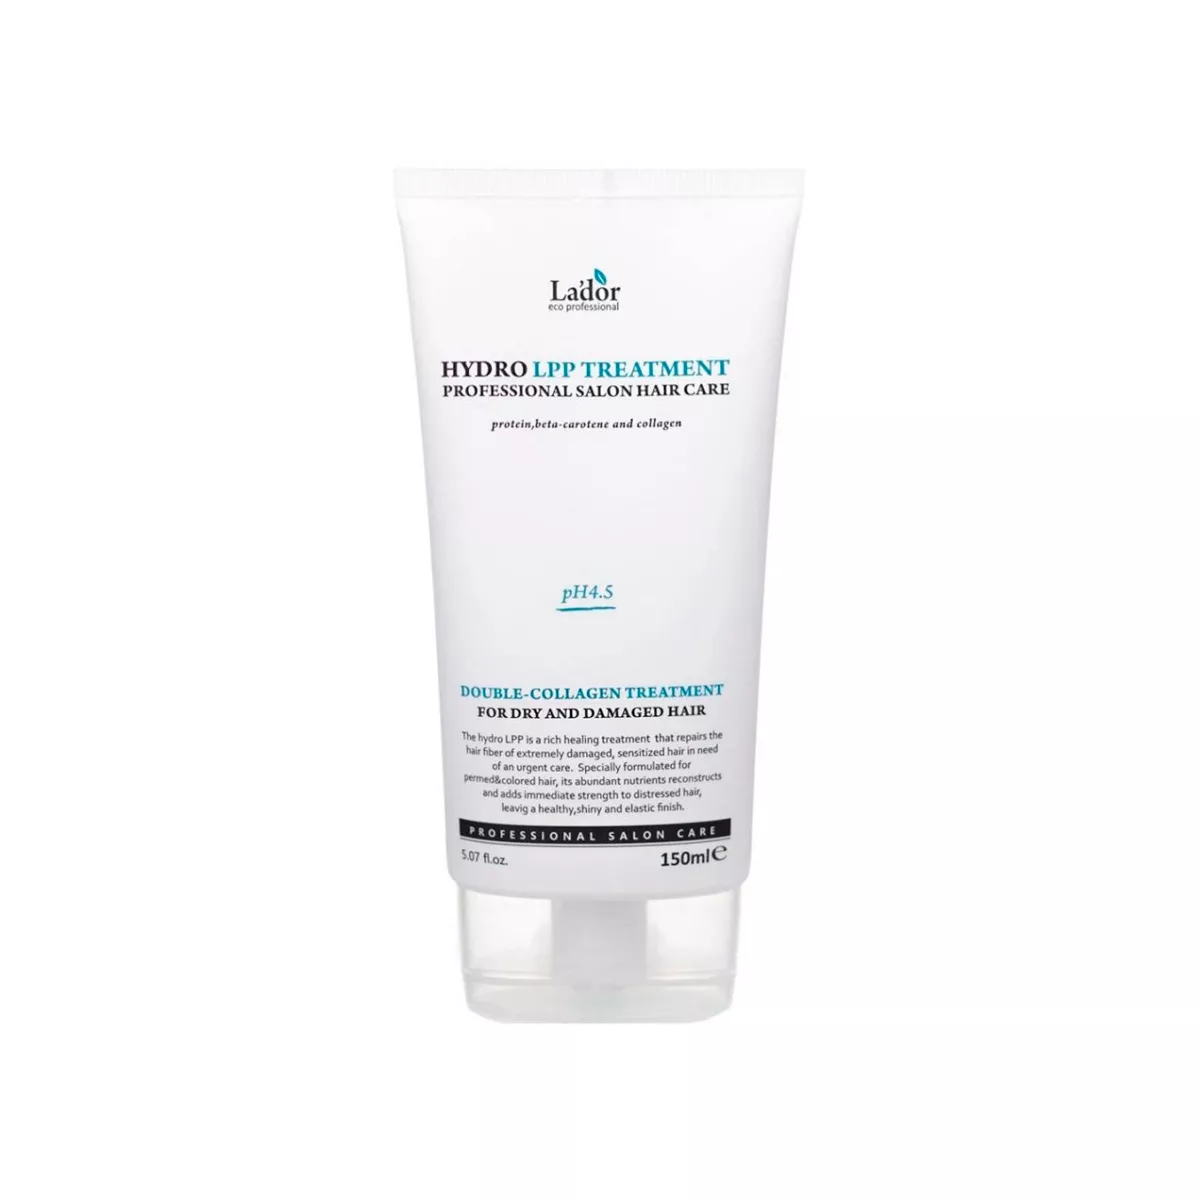 La'dor
eco professional
HYDRO LPP TREATMENT
PROFESSIONAL SALON HAIR CARE
protein,beta-carotene and collagen
pH4.5
DOUBLE-COLLAGEN TREATMENT
FOR DRY AND DAMAGED HAIR
The hydro LPP is a rich healing treatment that repairs the
hair fiber of extremely damaged, sensitized hair in need
of an urgent care. Specially formulated for
permed&colored hair, its abundant nutrients reconstructs
and adds immediate strength to distressed hair,
leavig a healthy,shiny and elastic finish.
PROFESSIONAL SALON CARE
5.07 fl.oz. 150ml℮